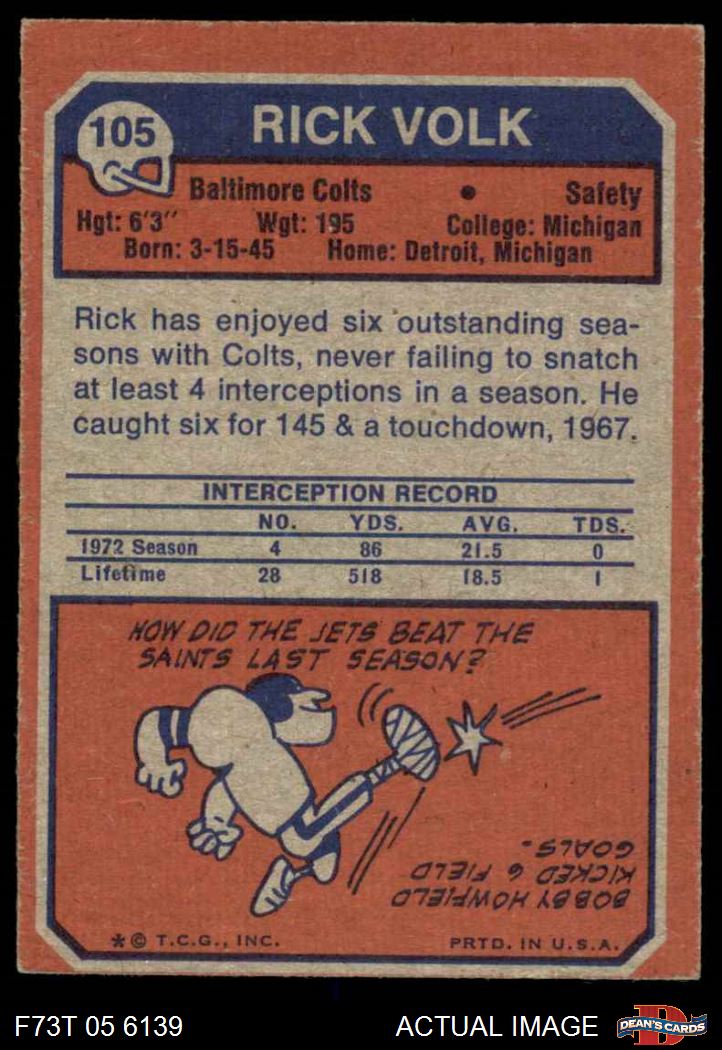 105
RICK VOLK
Baltimore Colts • Safety
Hgt: 6'3" Wgt: 195 College: Michigan
Born: 3-15-45 Home: Detroit, Michigan
Rick has enjoyed six outstanding sea-
sons with Colts, never failing to snatch
at least 4 interceptions in a season. He
caught six for 145 & a touchdown, 1967.
INTERCEPTION RECORD
NO. YDS. AVG. TDS.
1972 Season 4 86 21.5 0
Lifetime 28 518 18.5 1
HOW DID THE JETS BEAT THE
SAINTS LAST SEASON?
BOBBY HOWFIELD
KICKED 6 FIELD
GOALS.
*© T.C.G., INC. PRTD. IN U.S.A.
F73T 05 6139 ACTUAL IMAGE
D
DEAN'S CARDS